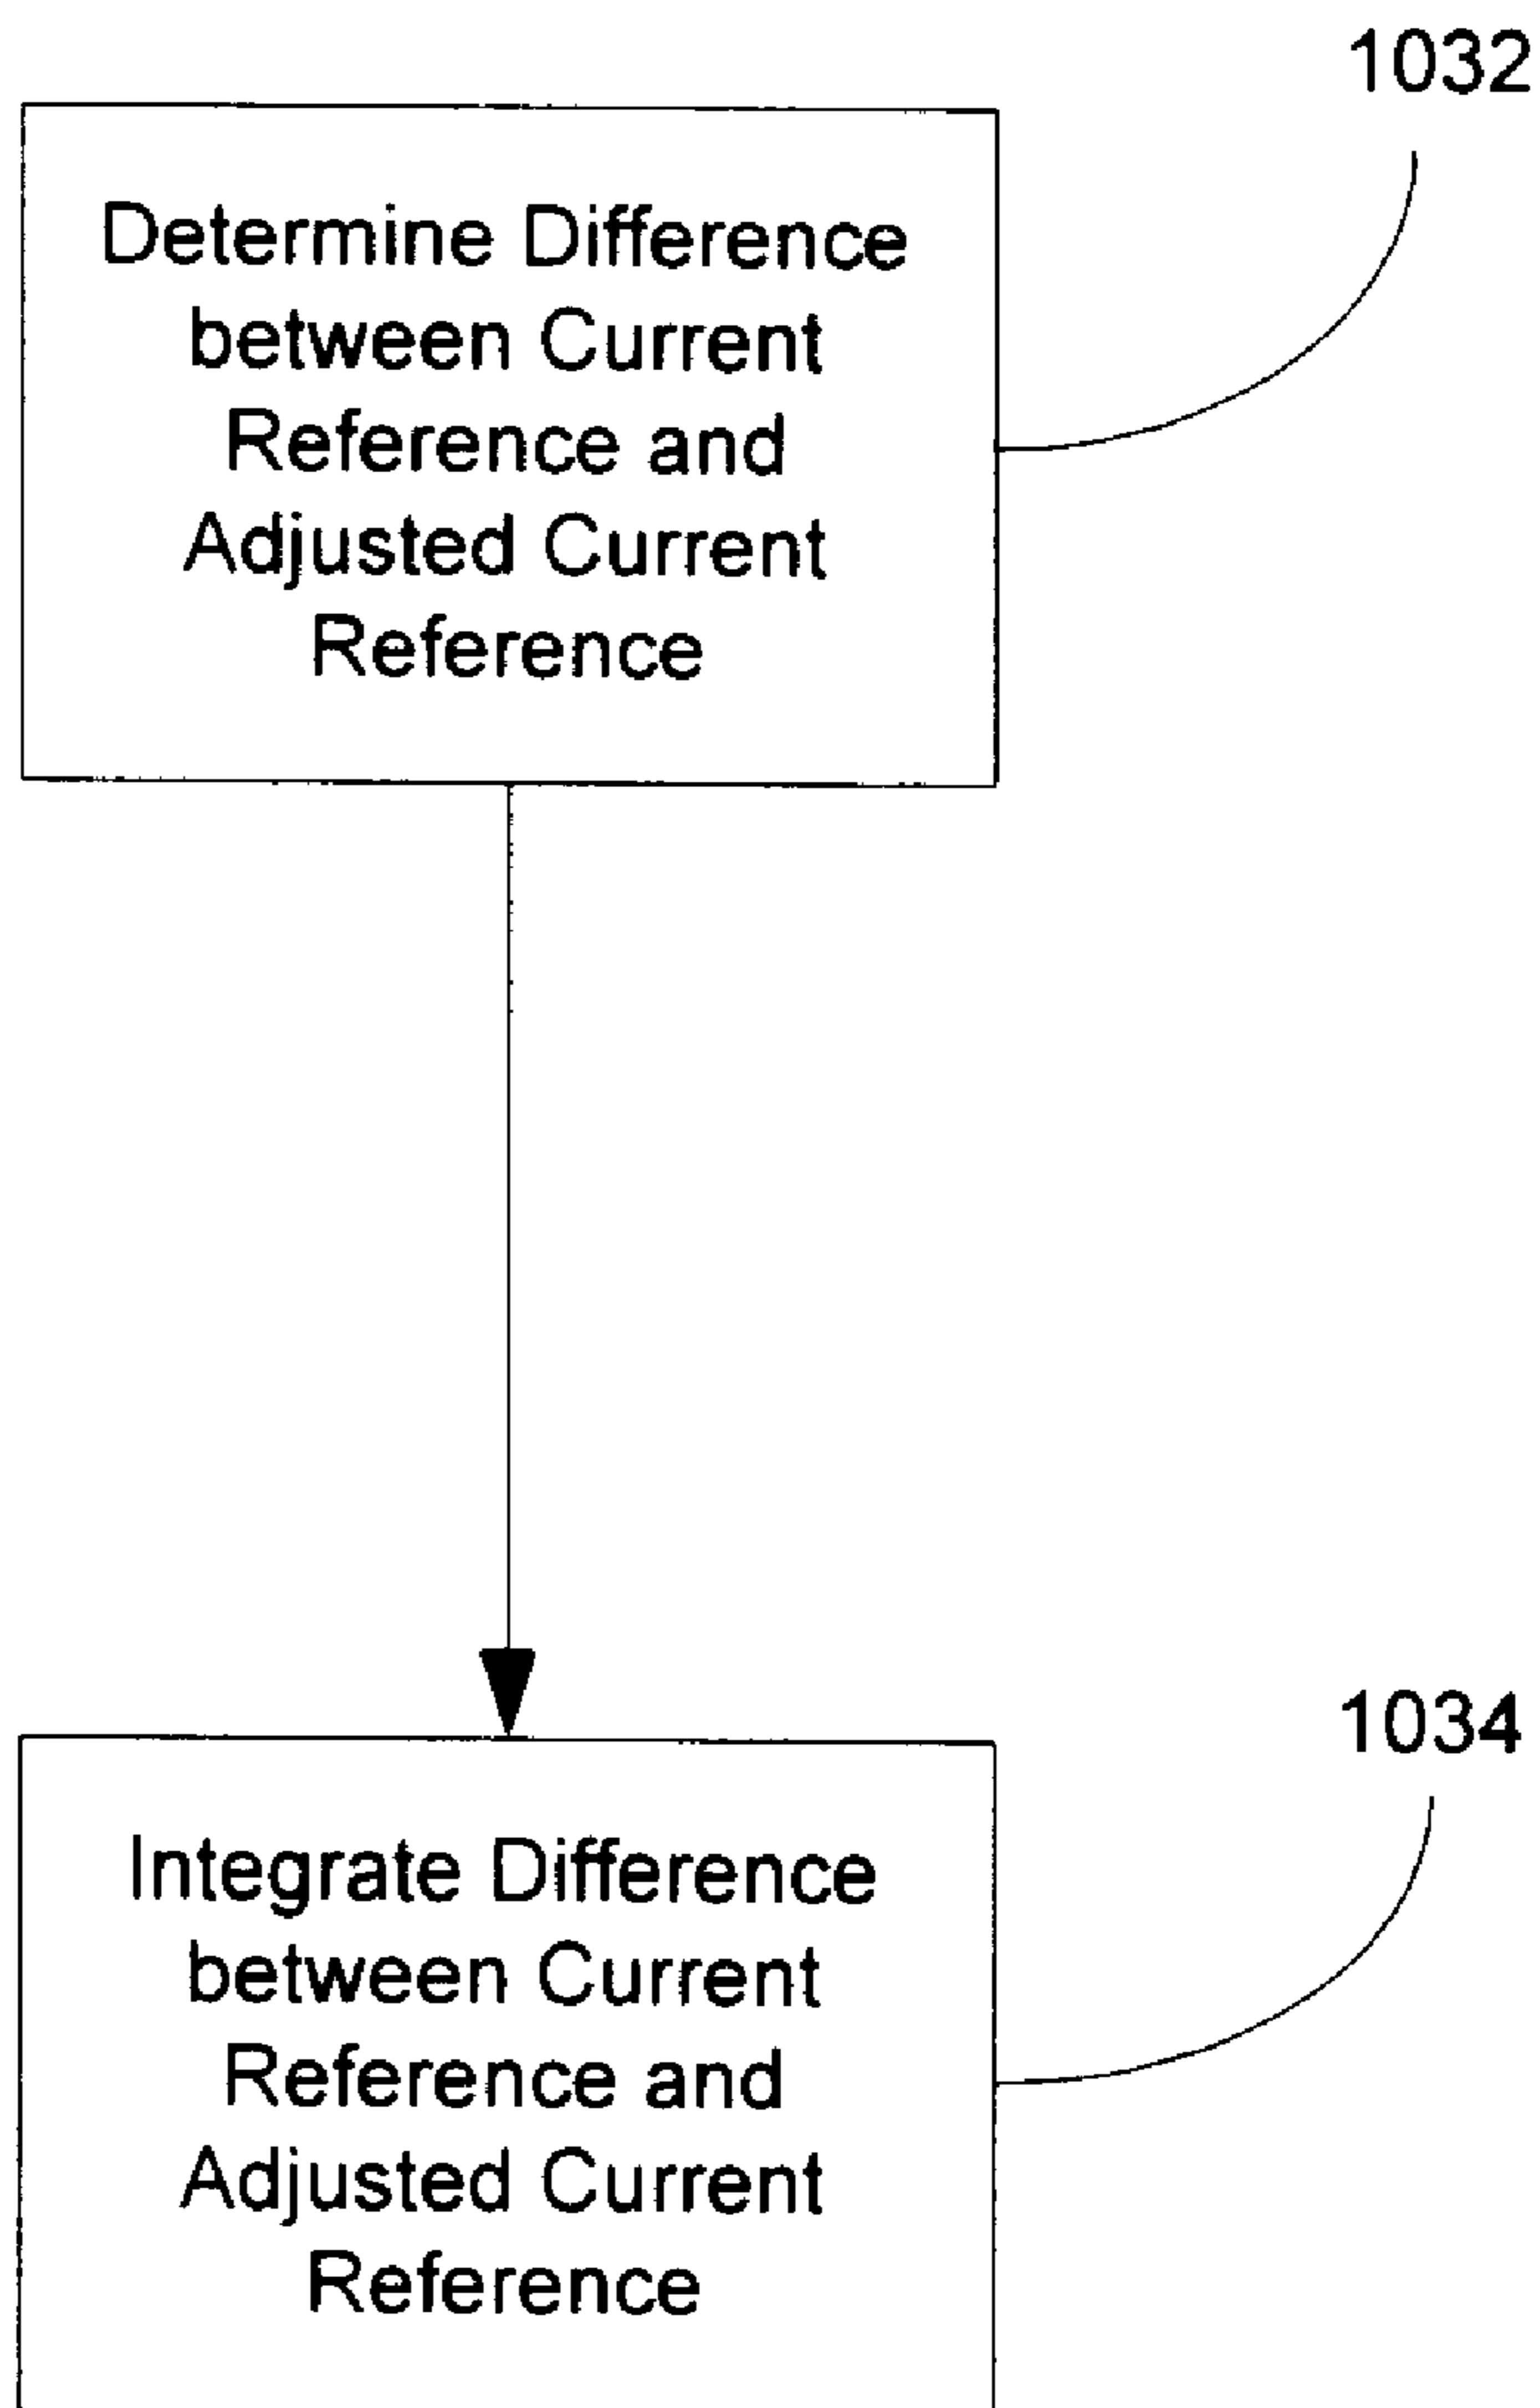 1032
Determine Difference
between Current
Reference and
Adjusted Current
Reference
1034
Integrate Difference
between Current
Reference and
Adjusted Current
Reference